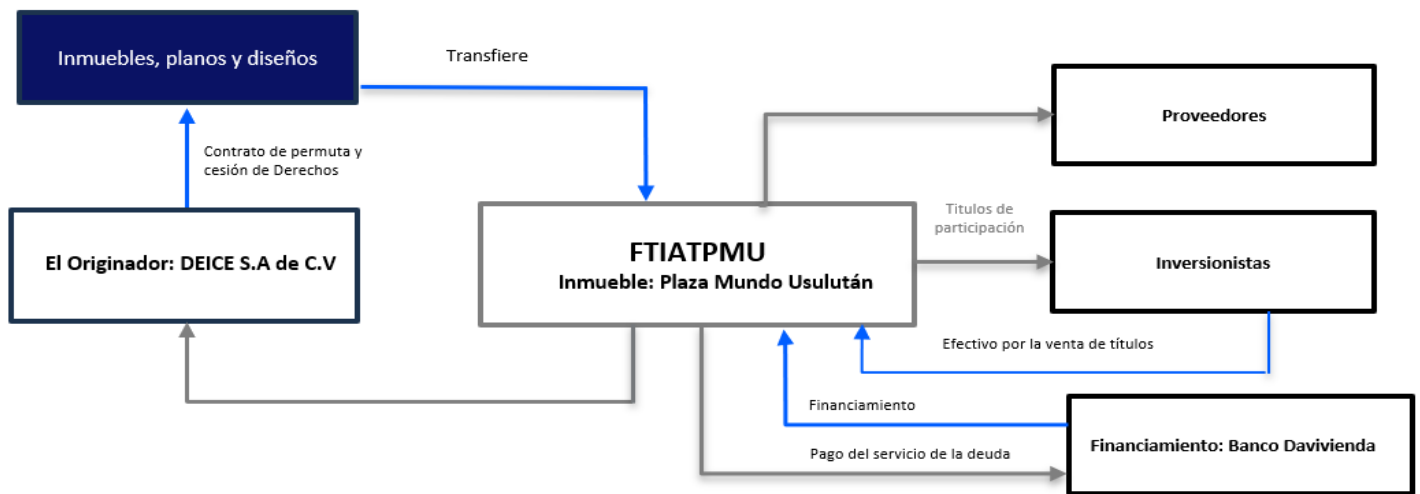 Inmuebles, planos y diseños
Transfiere
Proveedores
Contrato de permuta y
cesión de Derechos
El Originador: DEICE S.A de C.V
FTIATPMU
Inmueble: Plaza Mundo Usulután
Titulos de
participación
Inversionistas
Efectivo por la venta de títulos
Financiamiento
Financiamiento: Banco Davivienda
Pago del servicio de la deuda